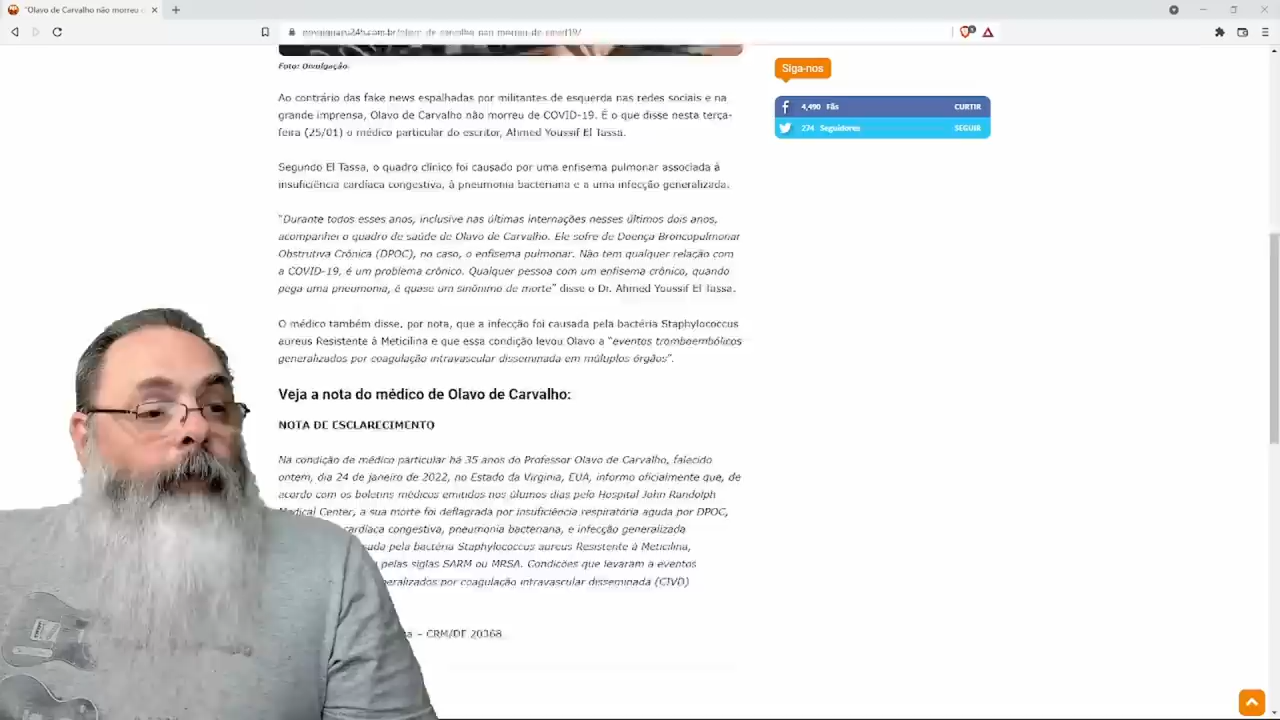 "Olavo de Carvalho não morreu d
Foto: Divulgação.
Siga-nos
4,490 Fãs CURTIR
274 Seguidores SEGUIR
Ao contrário das fake news espalhadas por militantes de esquerda nas redes sociais e na
grande imprensa, Olavo de Carvalho não morreu de COVID-19. É o que disse nesta terça-
feira (25/01) o médico particular do escritor, Ahmed Youssif El Tassa.
Segundo El Tassa, o quadro clínico foi causado por uma enfisema pulmonar associada à
insuficiência cardíaca congestiva, à pneumonia bacteriana e a uma infecção generalizada.
"Durante todos esses anos, inclusive nas últimas internações nesses últimos dois anos,
acompanhei o quadro de saúde de Olavo de Carvalho. Ele sofre de Doença Broncopulmonar
Obstrutiva Crônica (DPOC), no caso, o enfisema pulmonar. Não tem qualquer relação com
a COVID-19, é um problema crônico. Qualquer pessoa com um enfisema crônico, quando
pega uma pneumonia, é quase um sinônimo de morte" disse o Dr. Ahmed Youssif El Tassa.
O médico também disse, por nota, que a infecção foi causada pela bactéria Staphylococcus
aureus Resistente à Meticilina e que essa condição levou Olavo a "eventos tromboembólicos
generalizados por coagulação intravascular disseminada em múltiplos órgãos".
Veja a nota do médico de Olavo de Carvalho:
NOTA DE ESCLARECIMENTO
Na condição de médico particular há 35 anos do Professor Olavo de Carvalho, falecido
ontem, dia 24 de janeiro de 2022, no Estado da Virgínia, EUA, informo oficialmente que, de
acordo com os boletins médicos emitidos nos últimos dias pelo Hospital John Randolph
Medical Center, a sua morte foi deflagrada por insuficiência respiratória aguda por DPOC,
cardíaca congestiva, pneumonia bacteriana, e infecção generalizada
pela bactéria Staphylococcus aureus Resistente à Meticilina,
pelas siglas SARM ou MRSA. Condições que levaram a eventos
por coagulação intravascular disseminada (CIVD)
– CRM/DF 20368